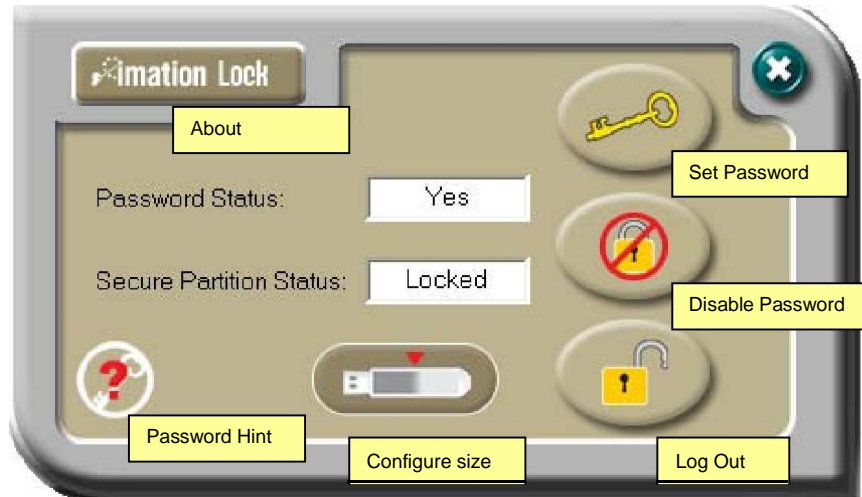 imation Lock
About
Set Password
Password Status: Yes
Secure Partition Status: Locked
Disable Password
?
Password Hint
Configure size
Log Out